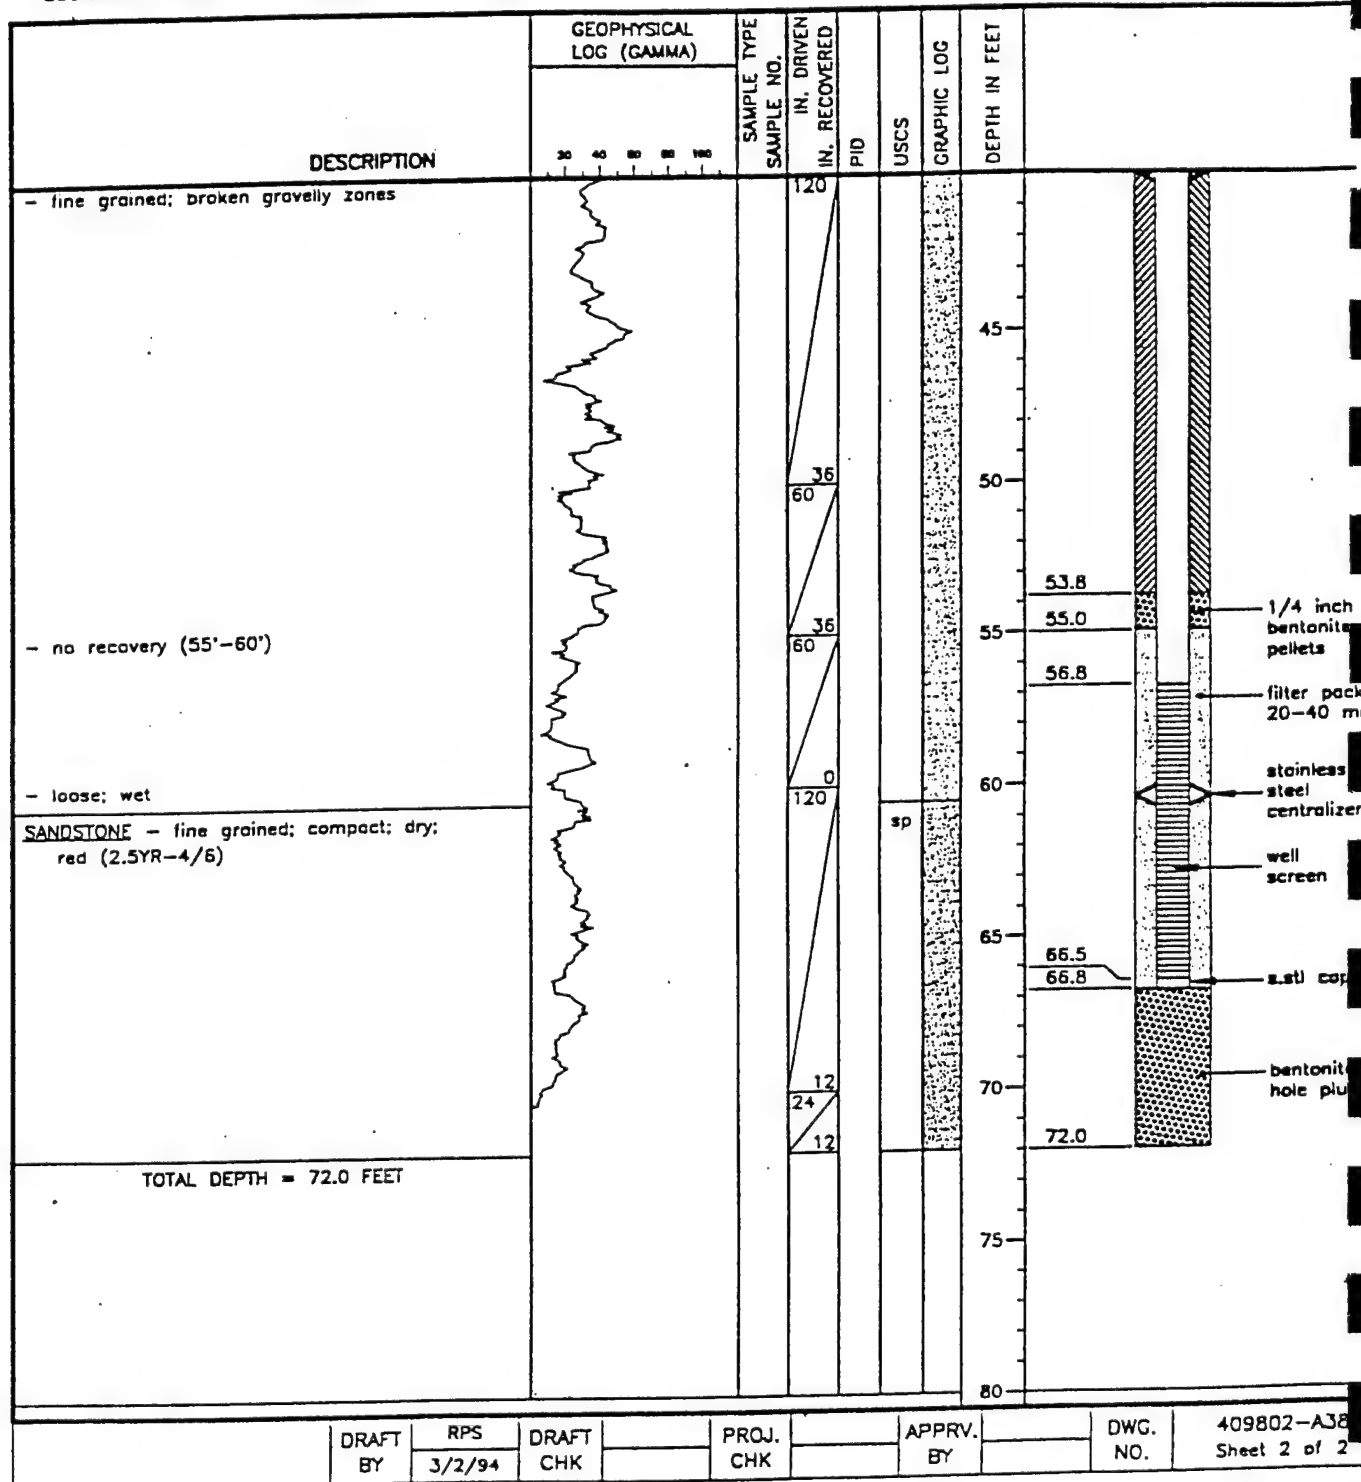 GEOPHYSICAL
LOG (GAMMA)
SAMPLE TYPE
SAMPLE NO.
IN. DRIVEN
IN. RECOVERED
PID
USCS
GRAPHIC LOG
DEPTH IN FEET
DESCRIPTION
20 40 60 80 100
- fine grained; broken gravelly zones
120
45
36
60
50
53.8
1/4 inch
bentonite
pellets
55.0
55
36
60
- no recovery (55'-60')
56.8
filter pack
20-40 m
stainless
steel
centralizer
0
120
60
- loose; wet
SANDSTONE - fine grained; compact; dry;
red (2.5YR-4/6)
sp
well
screen
65
66.5
66.8
s.stl cap
12
24
70
bentonite
hole plu
12
72.0
TOTAL DEPTH = 72.0 FEET
75
80
DRAFT
BY
RPS
3/2/94
DRAFT
CHK
PROJ.
CHK
APPRV.
BY
DWG.
NO.
409802-A38
Sheet 2 of 2